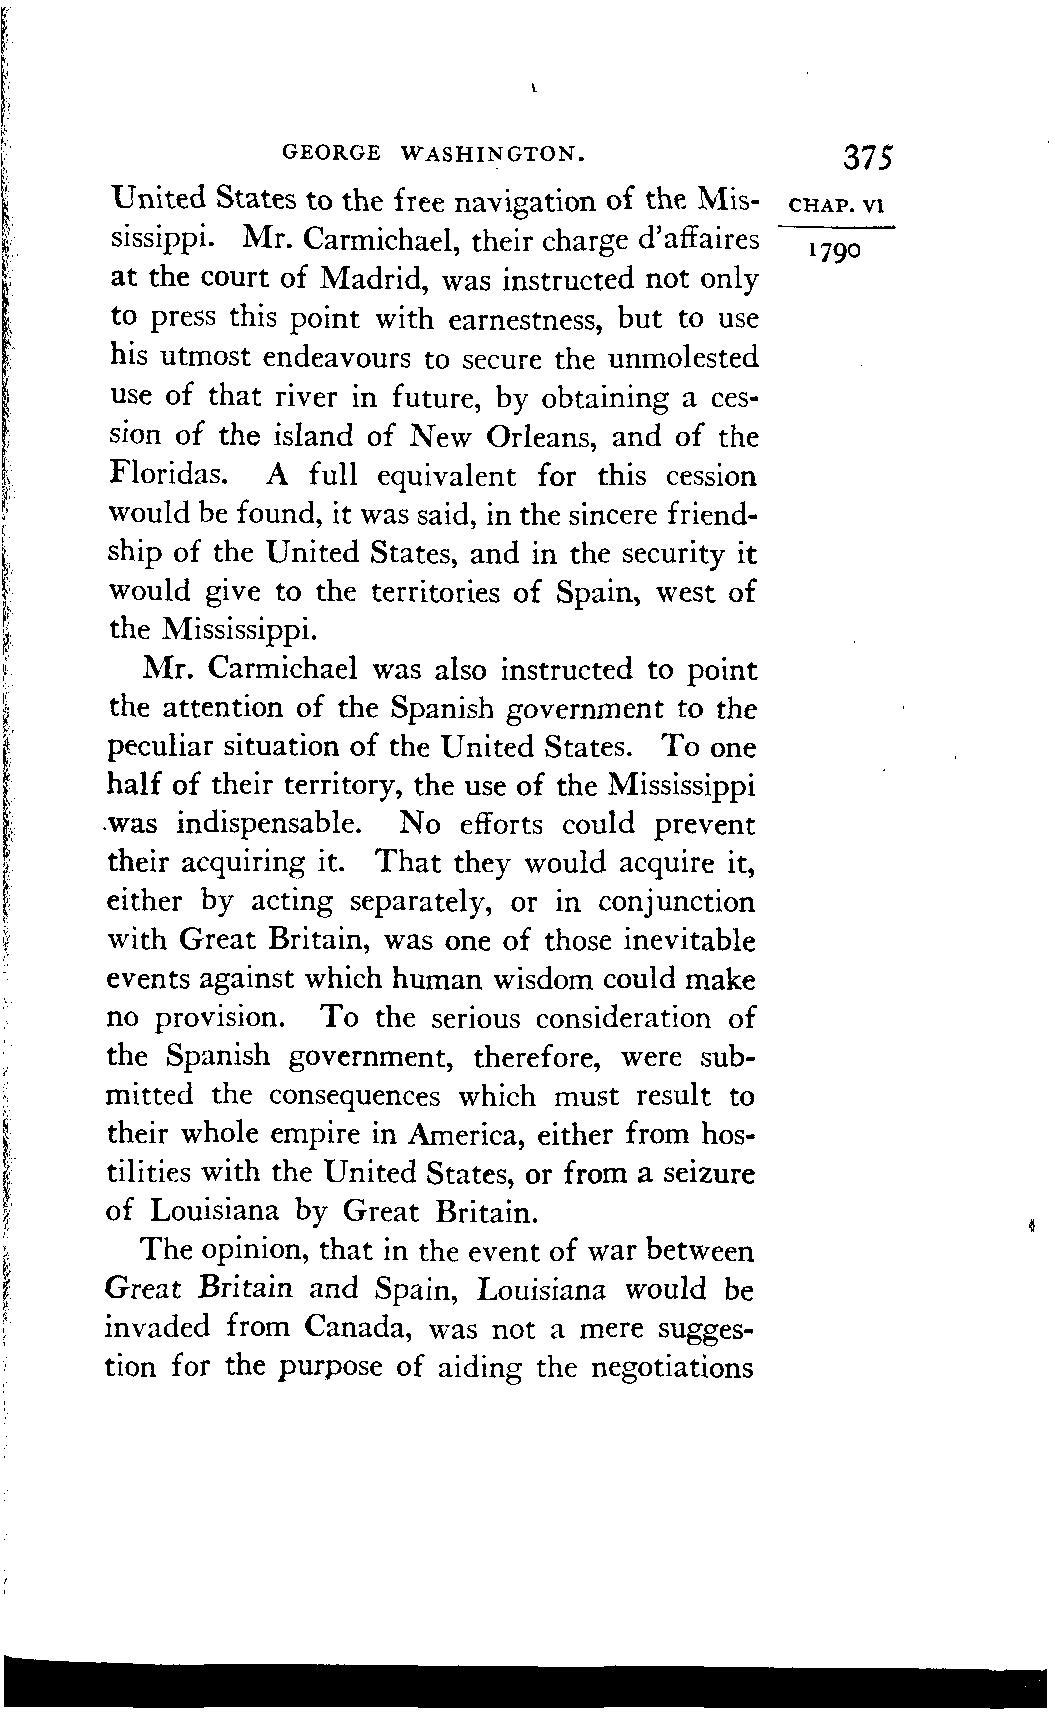 GEORGE WASHINGTON. 375
United States to the free navigation of the Mis- CHAP. VI
sissippi. Mr. Carmichael, their charge d'affaires 1790
at the court of Madrid, was instructed not only
to press this point with earnestness, but to use
his utmost endeavours to secure the unmolested
use of that river in future, by obtaining a ces-
sion of the island of New Orleans, and of the
Floridas. A full equivalent for this cession
would be found, it was said, in the sincere friend-
ship of the United States, and in the security it
would give to the territories of Spain, west of
the Mississippi.
Mr. Carmichael was also instructed to point
the attention of the Spanish government to the
peculiar situation of the United States. To one
half of their territory, the use of the Mississippi
was indispensable. No efforts could prevent
their acquiring it. That they would acquire it,
either by acting separately, or in conjunction
with Great Britain, was one of those inevitable
events against which human wisdom could make
no provision. To the serious consideration of
the Spanish government, therefore, were sub-
mitted the consequences which must result to
their whole empire in America, either from hos-
tilities with the United States, or from a seizure
of Louisiana by Great Britain.
The opinion, that in the event of war between
Great Britain and Spain, Louisiana would be
invaded from Canada, was not a mere sugges-
tion for the purpose of aiding the negotiations